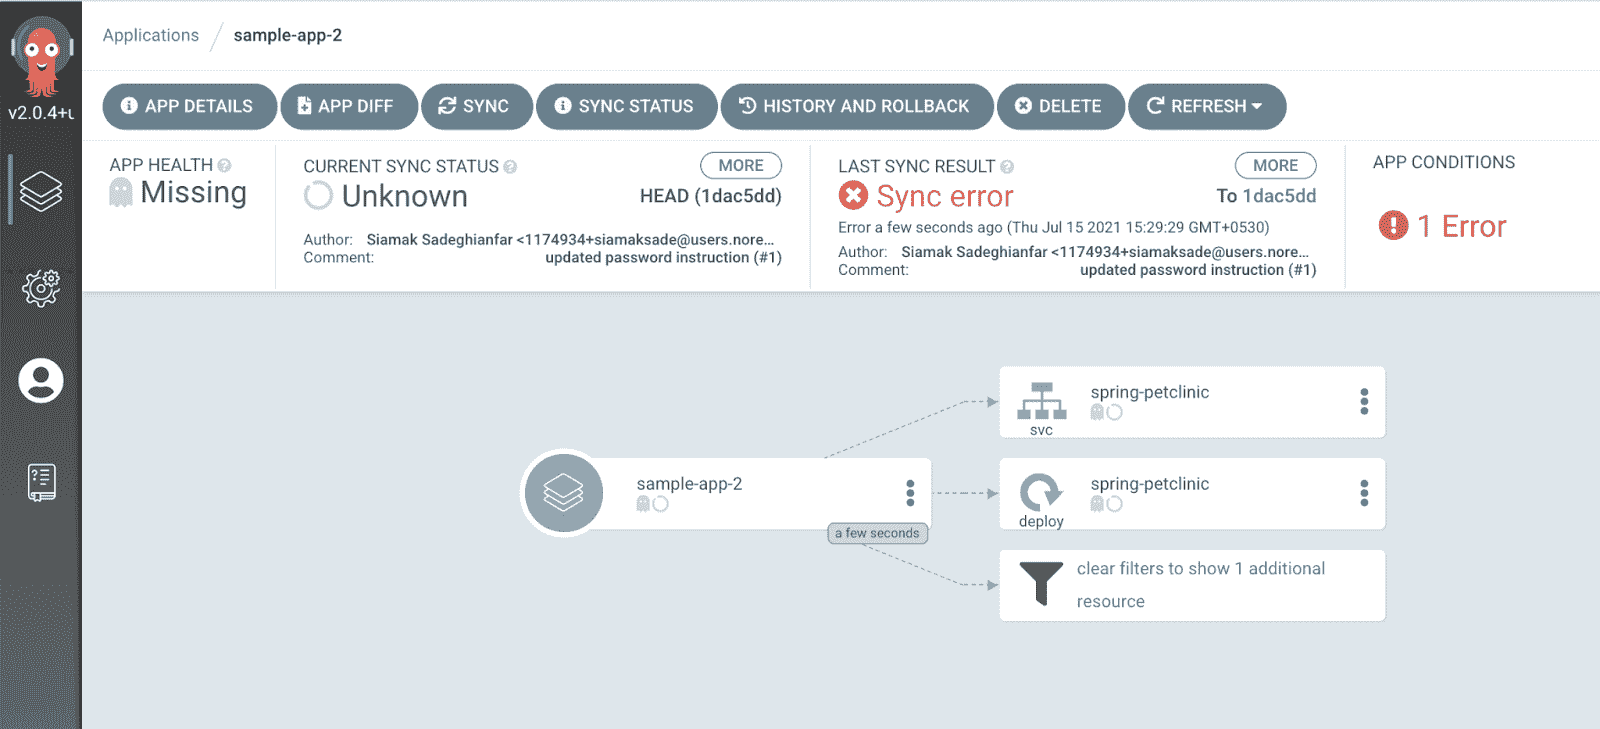 Applications / sample-app-2
v2.0.4+u
APP DETAILS
APP DIFF
SYNC
SYNC STATUS
HISTORY AND ROLLBACK
DELETE
REFRESH
APP HEALTH
Missing
CURRENT SYNC STATUS
MORE
Unknown
HEAD (1dac5dd)
Author: Siamak Sadeghianfar <1174934+siamaksade@users.nore...
Comment: updated password instruction (#1)
LAST SYNC RESULT
MORE
Sync error
To 1dac5dd
Error a few seconds ago (Thu Jul 15 2021 15:29:29 GMT+0530)
Author: Siamak Sadeghianfar <1174934+siamaksade@users.nore...
Comment: updated password instruction (#1)
APP CONDITIONS
1 Error
spring-petclinic
svc
sample-app-2
a few seconds
spring-petclinic
deploy
clear filters to show 1 additional
resource